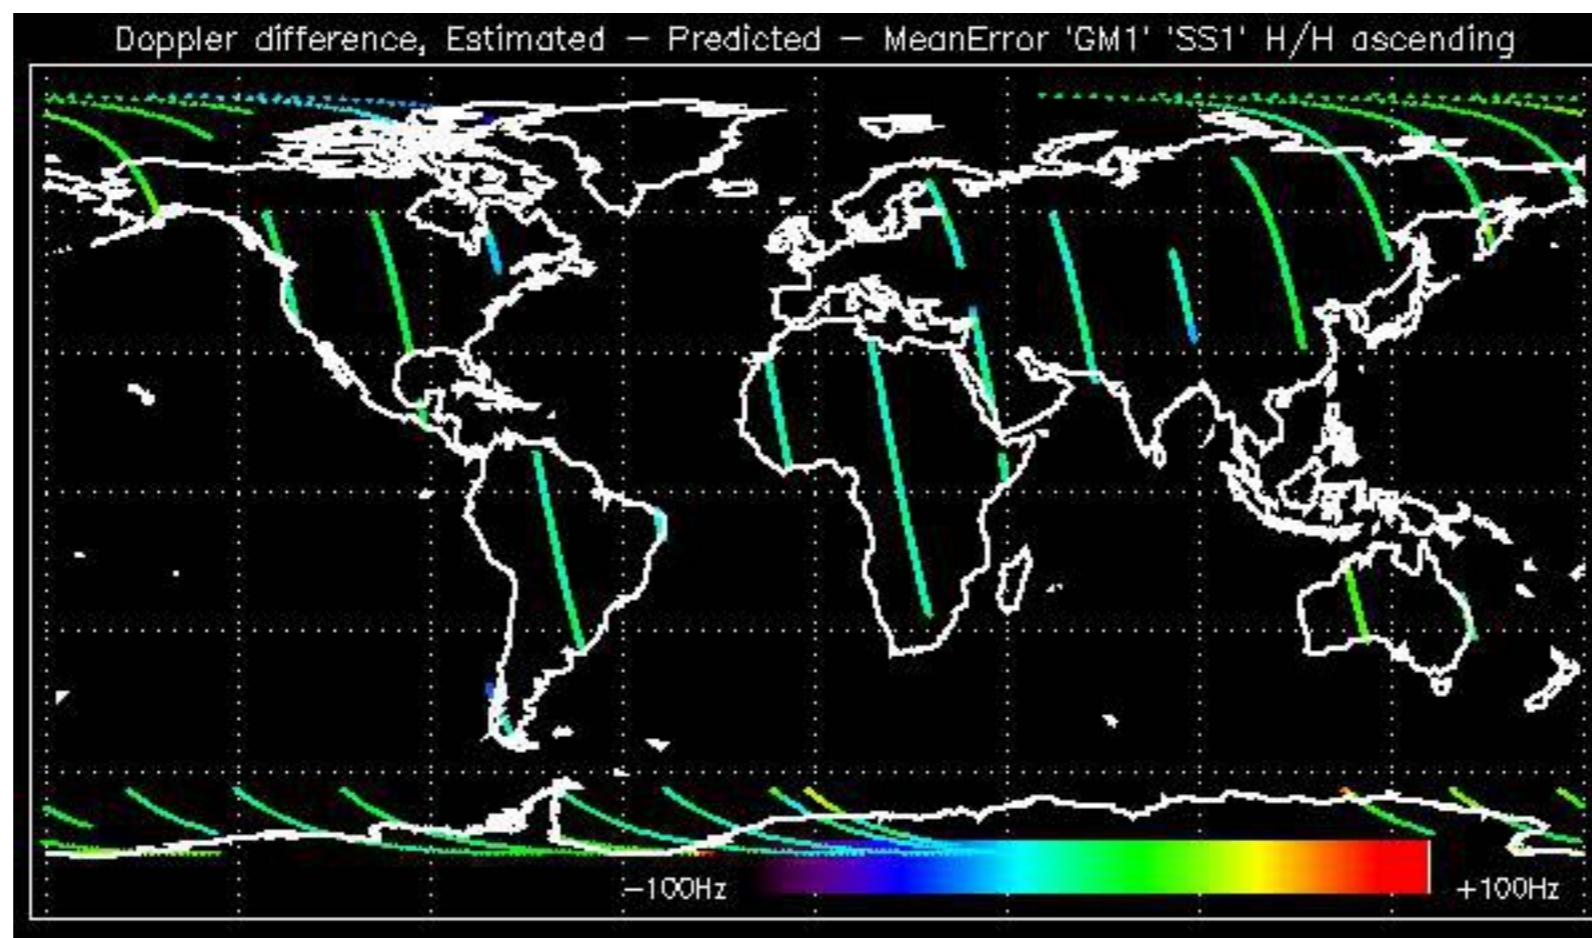 Doppler difference, Estimated — Predicted — MeanError 'GM1' 'SS1' H/H ascending
−100Hz +100Hz